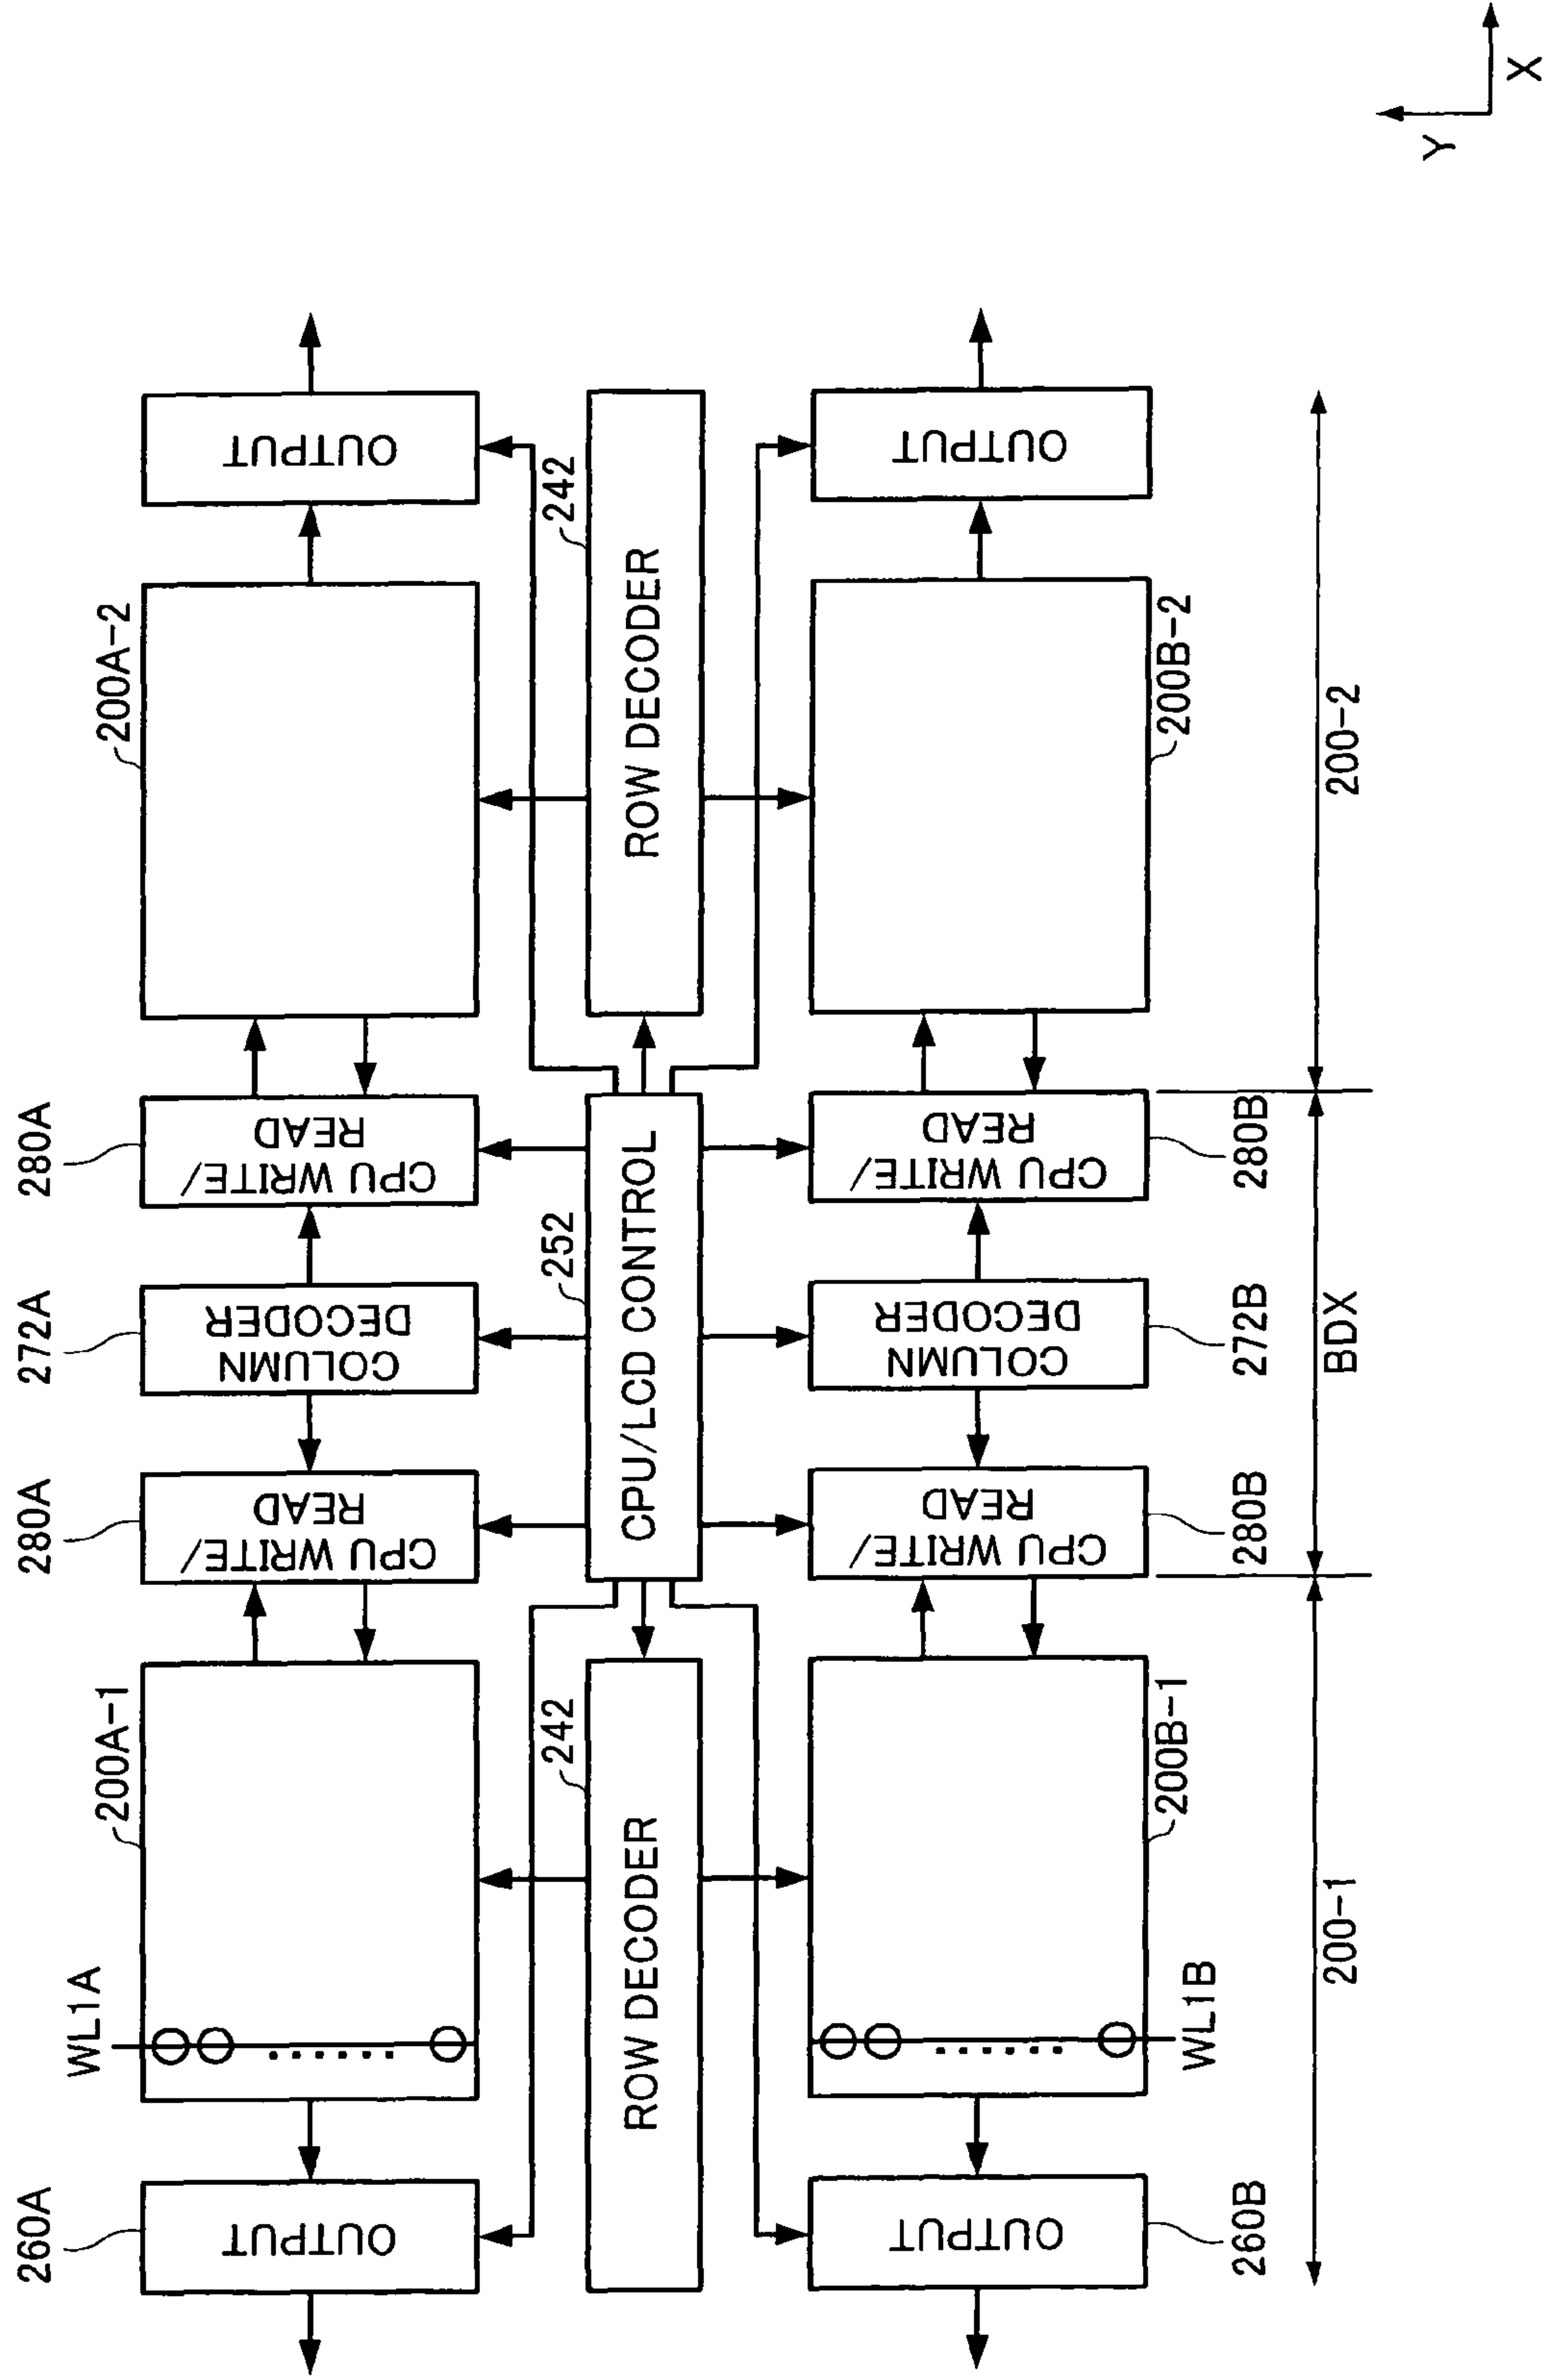 260A
WL1A
200A-1
280A
272A
280A
200A-2
OUTPUT
CPU WRITE/
READ
COLUMN
DECODER
CPU WRITE/
READ
OUTPUT
242
252
242
ROW DECODER
CPU/LCD CONTROL
ROW DECODER
OUTPUT
CPU WRITE/
READ
COLUMN
DECODER
CPU WRITE/
READ
OUTPUT
260B
WL1B
200B-1
280B
272B
280B
200B-2
200-1
BDX
200-2
Y
X